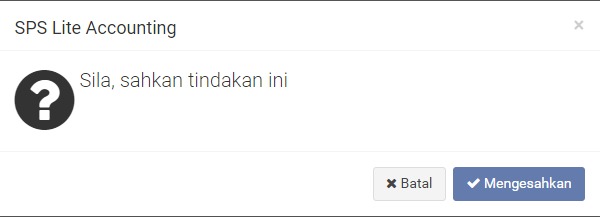 SPS Lite Accounting
×
Sila, sahkan tindakan ini
Batal
Mengesahkan